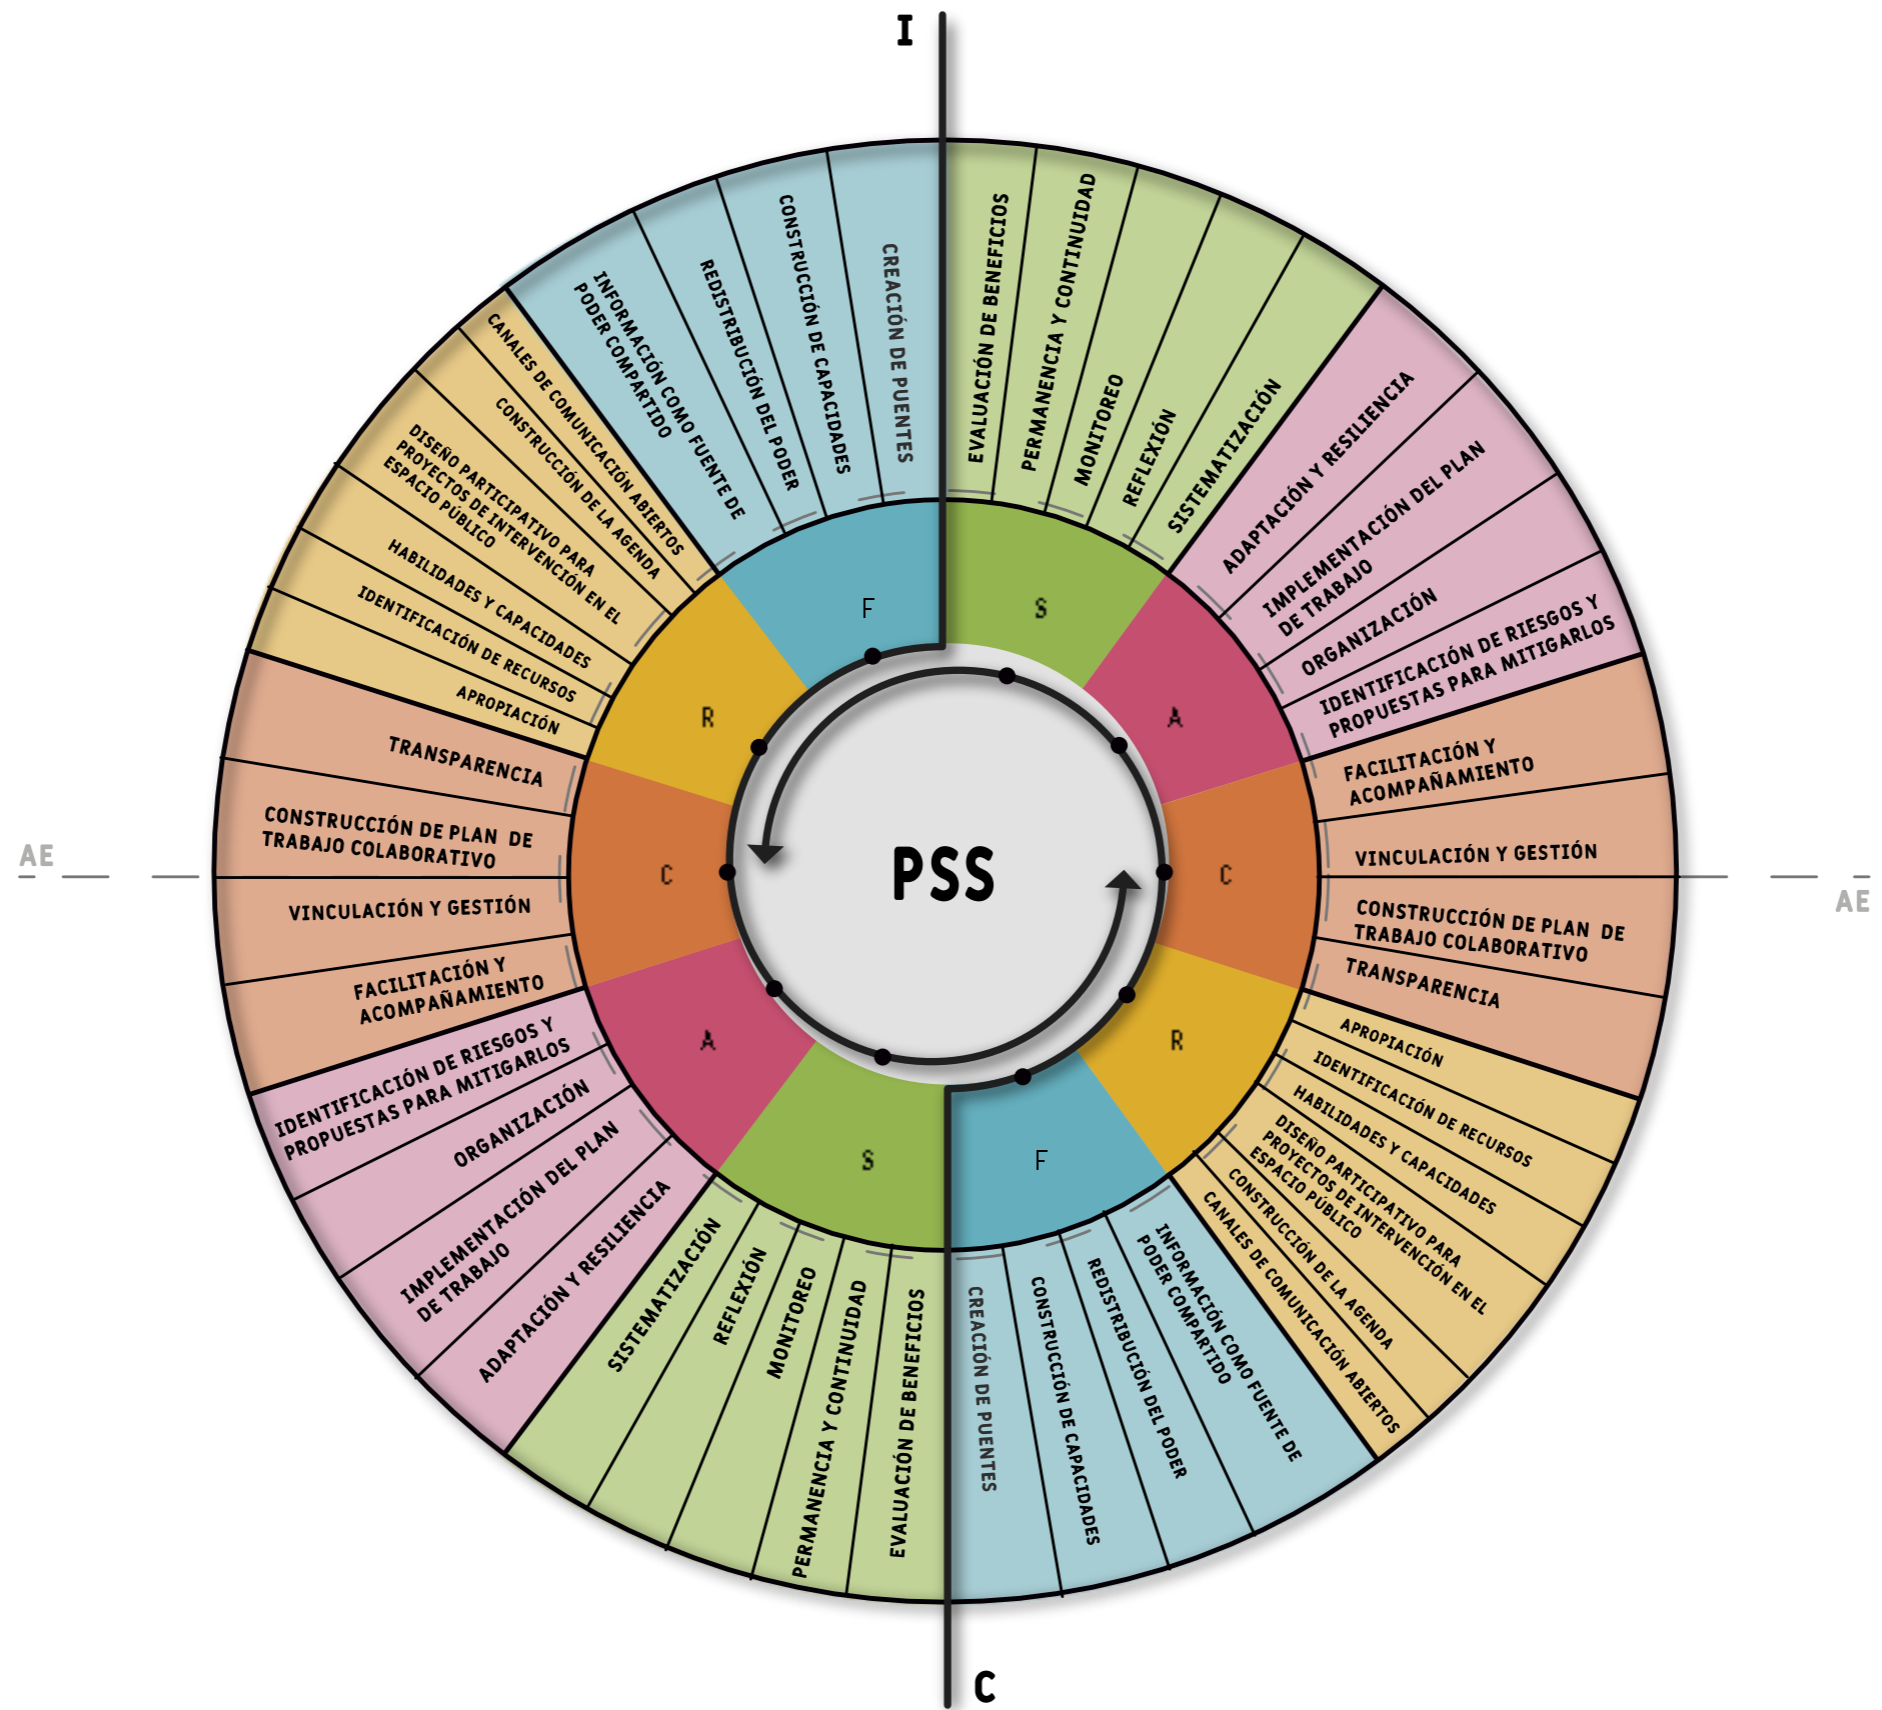 I
CREACIÓN DE PUENTES
CONSTRUCCIÓN DE CAPACIDADES
REDISTRIBUCIÓN DEL PODER
INFORMACIÓN COMO FUENTE DE
PODER COMPARTIDO
CANALES DE COMUNICACIÓN ABIERTOS
CONSTRUCCIÓN DE LA AGENDA
DISEÑO PARTICIPATIVO PARA
PROYECTOS DE INTERVENCIÓN EN EL
ESPACIO PÚBLICO
HABILIDADES Y CAPACIDADES
IDENTIFICACIÓN DE RECURSOS
APROPIACIÓN
TRANSPARENCIA
CONSTRUCCIÓN DE PLAN DE
TRABAJO COLABORATIVO
VINCULACIÓN Y GESTIÓN
FACILITACIÓN Y
ACOMPAÑAMIENTO
IDENTIFICACIÓN DE RIESGOS Y
PROPUESTAS PARA MITIGARLOS
ORGANIZACIÓN
IMPLEMENTACIÓN DEL PLAN
DE TRABAJO
ADAPTACIÓN Y RESILIENCIA
SISTEMATIZACIÓN
REFLEXIÓN
MONITOREO
PERMANENCIA Y CONTINUIDAD
EVALUACIÓN DE BENEFICIOS
F
R
C
A
S
AE
PSS
AE
C
CREACIÓN DE PUENTES
CONSTRUCCIÓN DE CAPACIDADES
REDISTRIBUCIÓN DEL PODER
INFORMACIÓN COMO FUENTE DE
PODER COMPARTIDO
CANALES DE COMUNICACIÓN ABIERTOS
CONSTRUCCIÓN DE LA AGENDA
DISEÑO PARTICIPATIVO PARA
PROYECTOS DE INTERVENCIÓN EN EL
ESPACIO PÚBLICO
HABILIDADES Y CAPACIDADES
IDENTIFICACIÓN DE RECURSOS
APROPIACIÓN
TRANSPARENCIA
CONSTRUCCIÓN DE PLAN DE
TRABAJO COLABORATIVO
VINCULACIÓN Y GESTIÓN
FACILITACIÓN Y
ACOMPAÑAMIENTO
IDENTIFICACIÓN DE RIESGOS Y
PROPUESTAS PARA MITIGARLOS
ORGANIZACIÓN
IMPLEMENTACIÓN DEL PLAN
DE TRABAJO
ADAPTACIÓN Y RESILIENCIA
SISTEMATIZACIÓN
REFLEXIÓN
MONITOREO
PERMANENCIA Y CONTINUIDAD
EVALUACIÓN DE BENEFICIOS
F
R
C
A
S